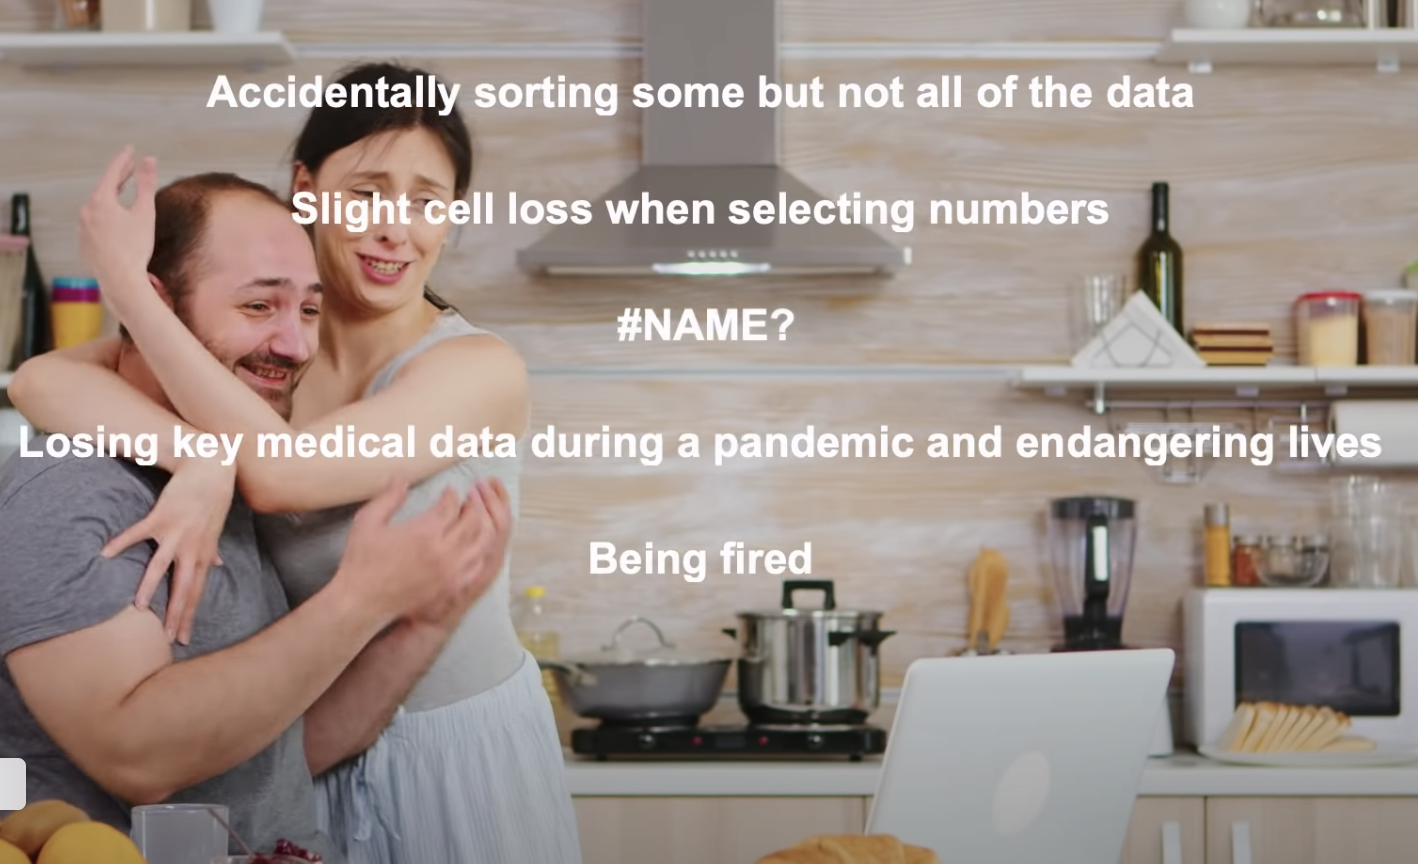 Accidentally sorting some but not all of the data
Slight cell loss when selecting numbers
#NAME?
Losing key medical data during a pandemic and endangering lives
Being fired